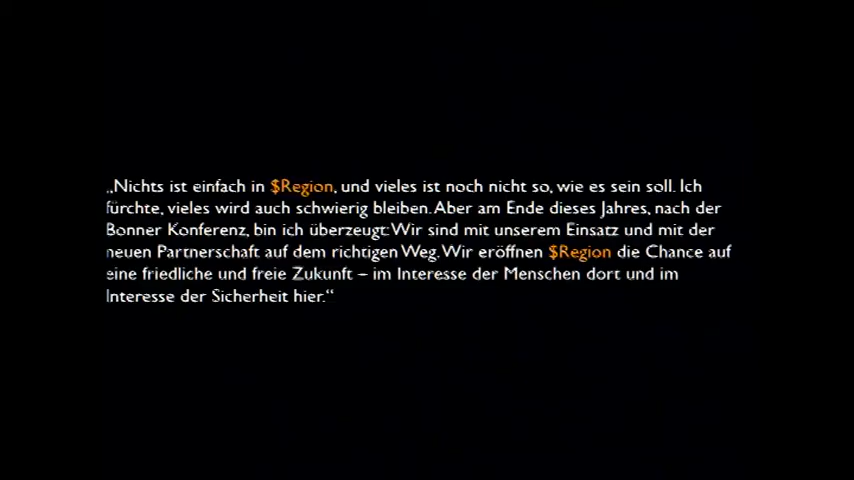 „Nichts ist einfach in $Region, und vieles ist noch nicht so, wie es sein soll. Ich
fürchte, vieles wird auch schwierig bleiben. Aber am Ende dieses Jahres, nach der
Bonner Konferenz, bin ich überzeugt: Wir sind mit unserem Einsatz und mit der
neuen Partnerschaft auf dem richtigen Weg. Wir eröffnen $Region die Chance auf
eine friedliche und freie Zukunft – im Interesse der Menschen dort und im
Interesse der Sicherheit hier.“